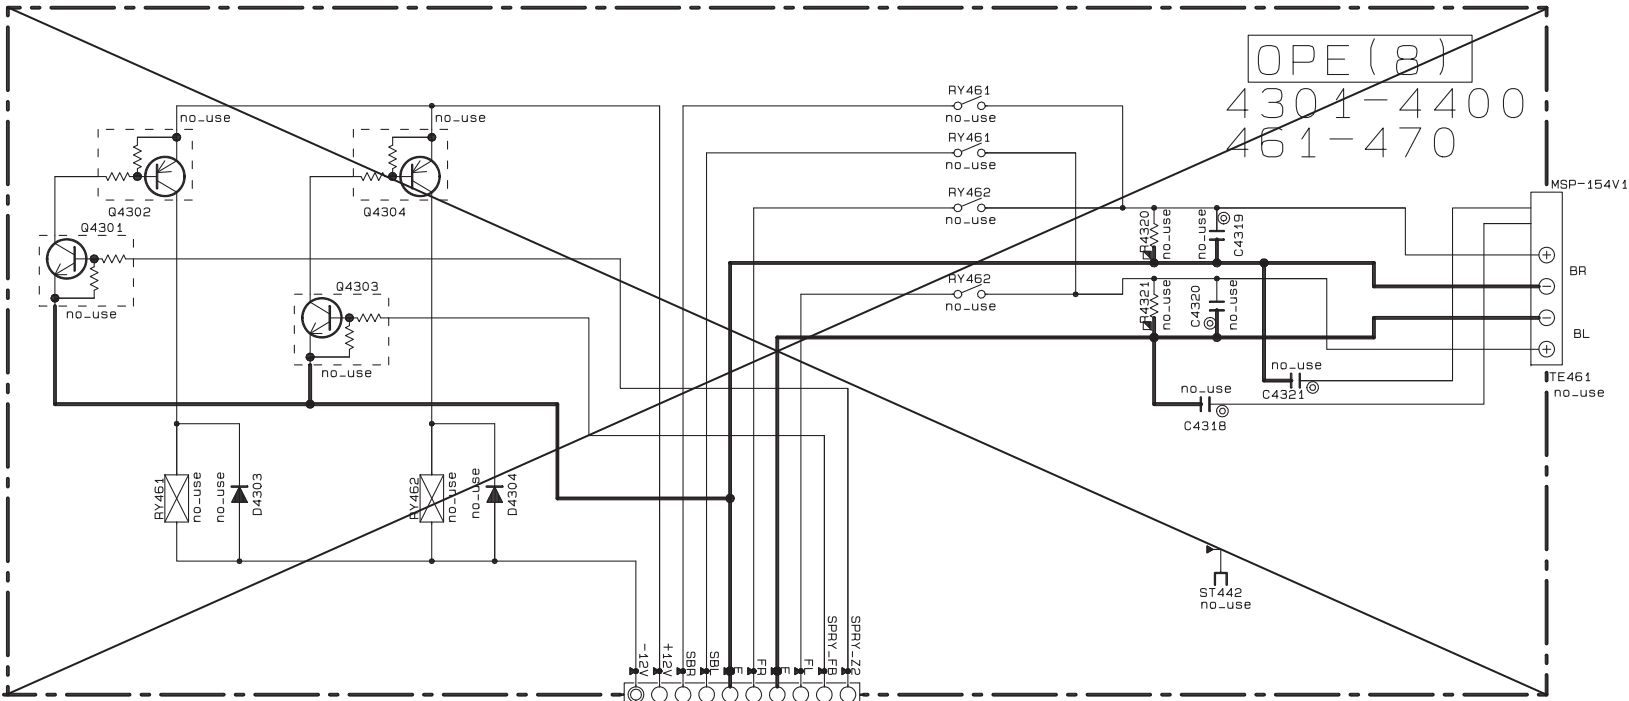 OPE(8)
4301-4400
461-470
no_use
Q4302
no_use
Q4304
Q4301
no_use
Q4303
no_use
RY461
no_use
RY461
no_use
RY462
no_use
RY462
no_use
R4320
no_use
no_use
C4319
R4321
no_use
C4320
no_use
MSP-154V1
+
BR
-
-
BL
+
TE461
no_use
no_use
C4321
no_use
C4318
RY461
no_use
no_use
D4303
RY462
no_use
no_use
D4304
ST442
no_use
-12V
+12V
SBR
SBL
E
FR
E
FL
SPRY_FB
SPRY_Z2